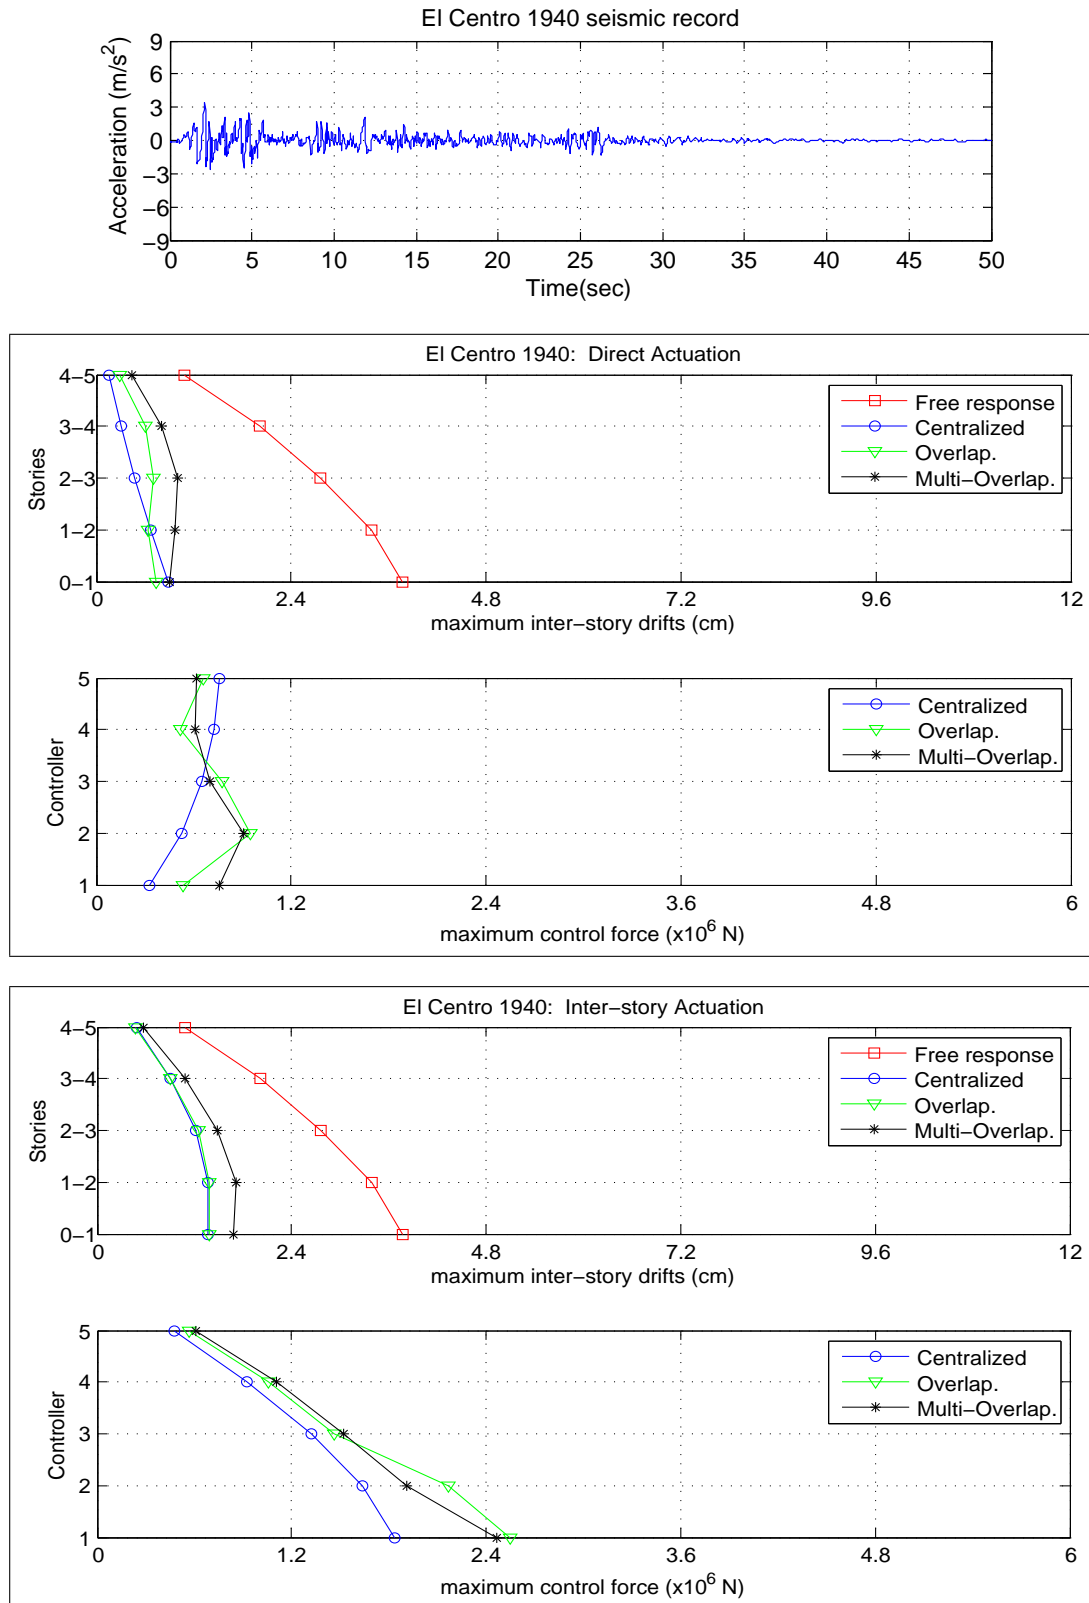 El Centro 1940 seismic record
Acceleration (m/s²)
9
6
3
0
−3
−6
−9
0 5 10 15 20 25 30 35 40 45 50
Time(sec)
El Centro 1940: Direct Actuation
Stories
4−5
3−4
2−3
1−2
0−1
Free response
Centralized
Overlap.
Multi−Overlap.
0 2.4 4.8 7.2 9.6 12
maximum inter−story drifts (cm)
Controller
5
4
3
2
1
Centralized
Overlap.
Multi−Overlap.
0 1.2 2.4 3.6 4.8 6
maximum control force (x10⁶ N)
El Centro 1940: Inter−story Actuation
Stories
4−5
3−4
2−3
1−2
0−1
Free response
Centralized
Overlap.
Multi−Overlap.
0 2.4 4.8 7.2 9.6 12
maximum inter−story drifts (cm)
Controller
5
4
3
2
1
Centralized
Overlap.
Multi−Overlap.
0 1.2 2.4 3.6 4.8 6
maximum control force (x10⁶ N)